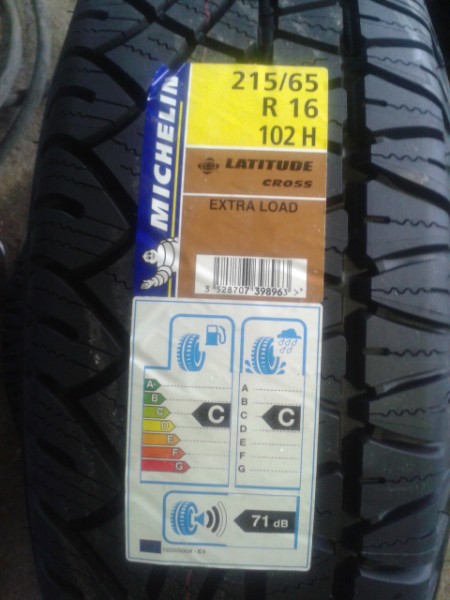 MICHELIN
215/65
R 16
102 H
LATITUDE
CROSS
EXTRA LOAD
3 528707 398963 >
A
B
C
D
E
F
G
C
A
B
C
D
E
F
G
C
71 dB